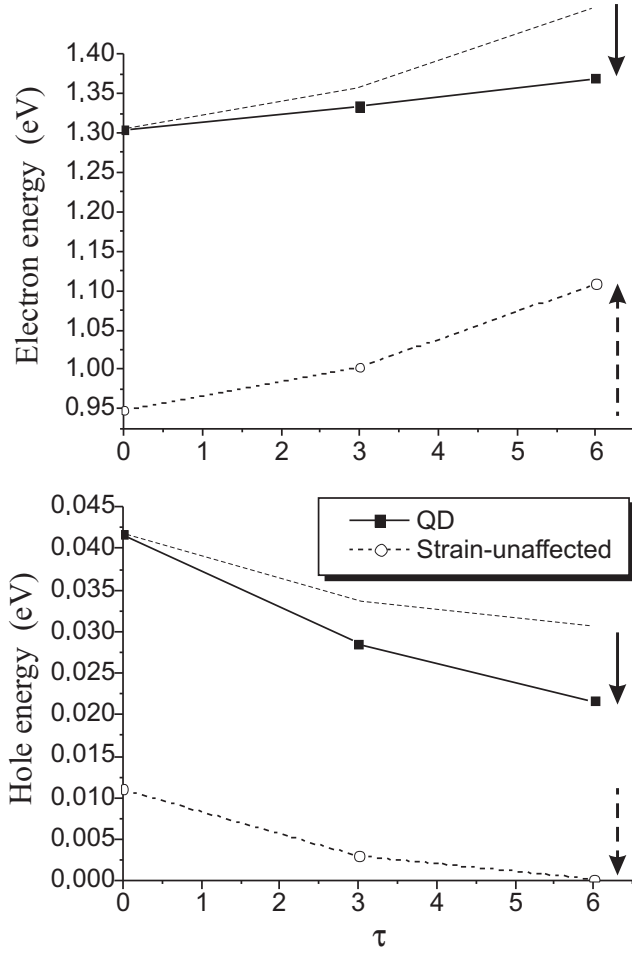 1,40
1,35
1,30
1,25
1,20
1,15
1,10
1,05
1,00
0,95
Electron energy (eV)
0 1 2 3 4 5 6
0,045
0,040
0,035
0,030
0,025
0,020
0,015
0,010
0,005
0,000
Hole energy (eV)
QD
Strain-unaffected
0 1 2 3 4 5 6
τ